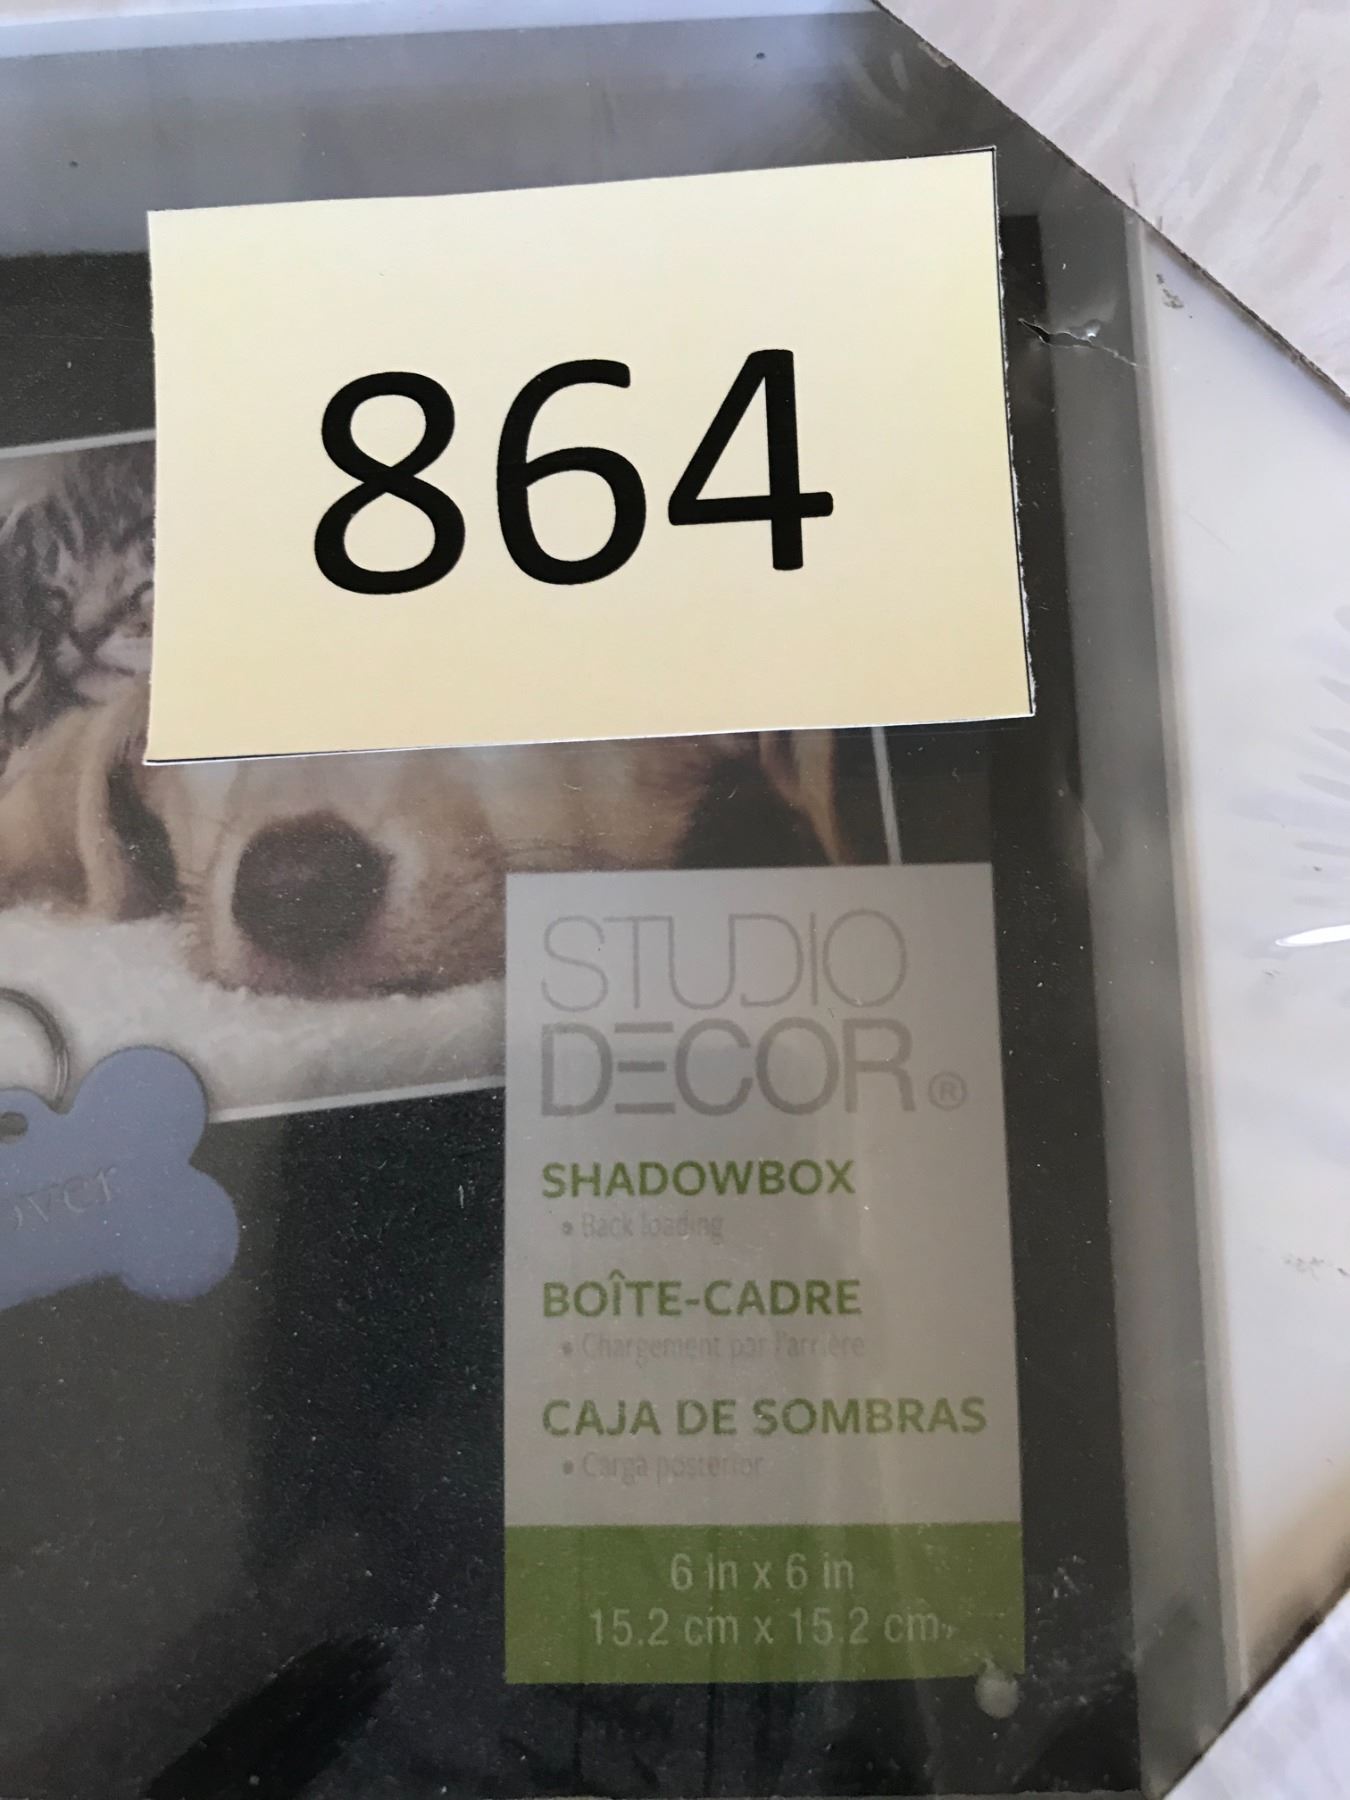 864
STUDIO
DECOR®
SHADOWBOX
• Back loading
BOÎTE-CADRE
• Chargement par l'arrière
CAJA DE SOMBRAS
• Carga posterior
6 in x 6 in
15.2 cm x 15.2 cm